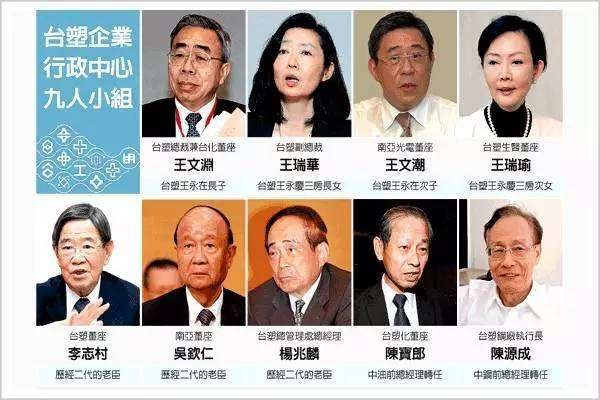 台塑企業
行政中心
九人小組
台塑總裁兼台化董座
王文淵
台塑王永在長子
台塑副總裁
王瑞華
台塑王永慶三房長女
南亞光電董座
王文潮
台塑王永在次子
台塑生醫董座
王瑞瑜
台塑王永慶三房次女
台塑董座
李志村
歷經二代的老臣
南亞董座
吳欽仁
歷經二代的老臣
台塑總管理處總經理
楊兆麟
歷經二代的老臣
台塑化董座
陳寶郎
中油前總經理轉任
台塑鋼廠執行長
陳源成
中鋼前總經理轉任